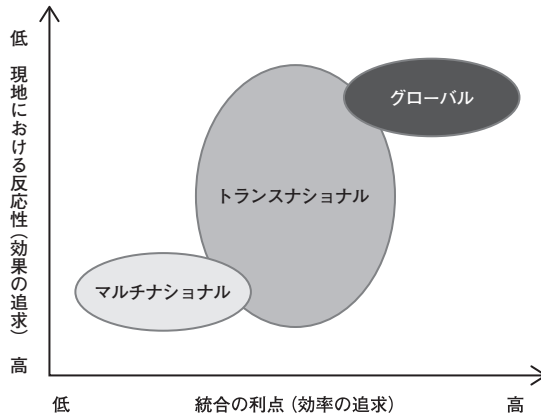 低
現地における反応性（効果の追求）
高
グローバル
トランスナショナル
マルチナショナル
低
統合の利点（効率の追求）
高